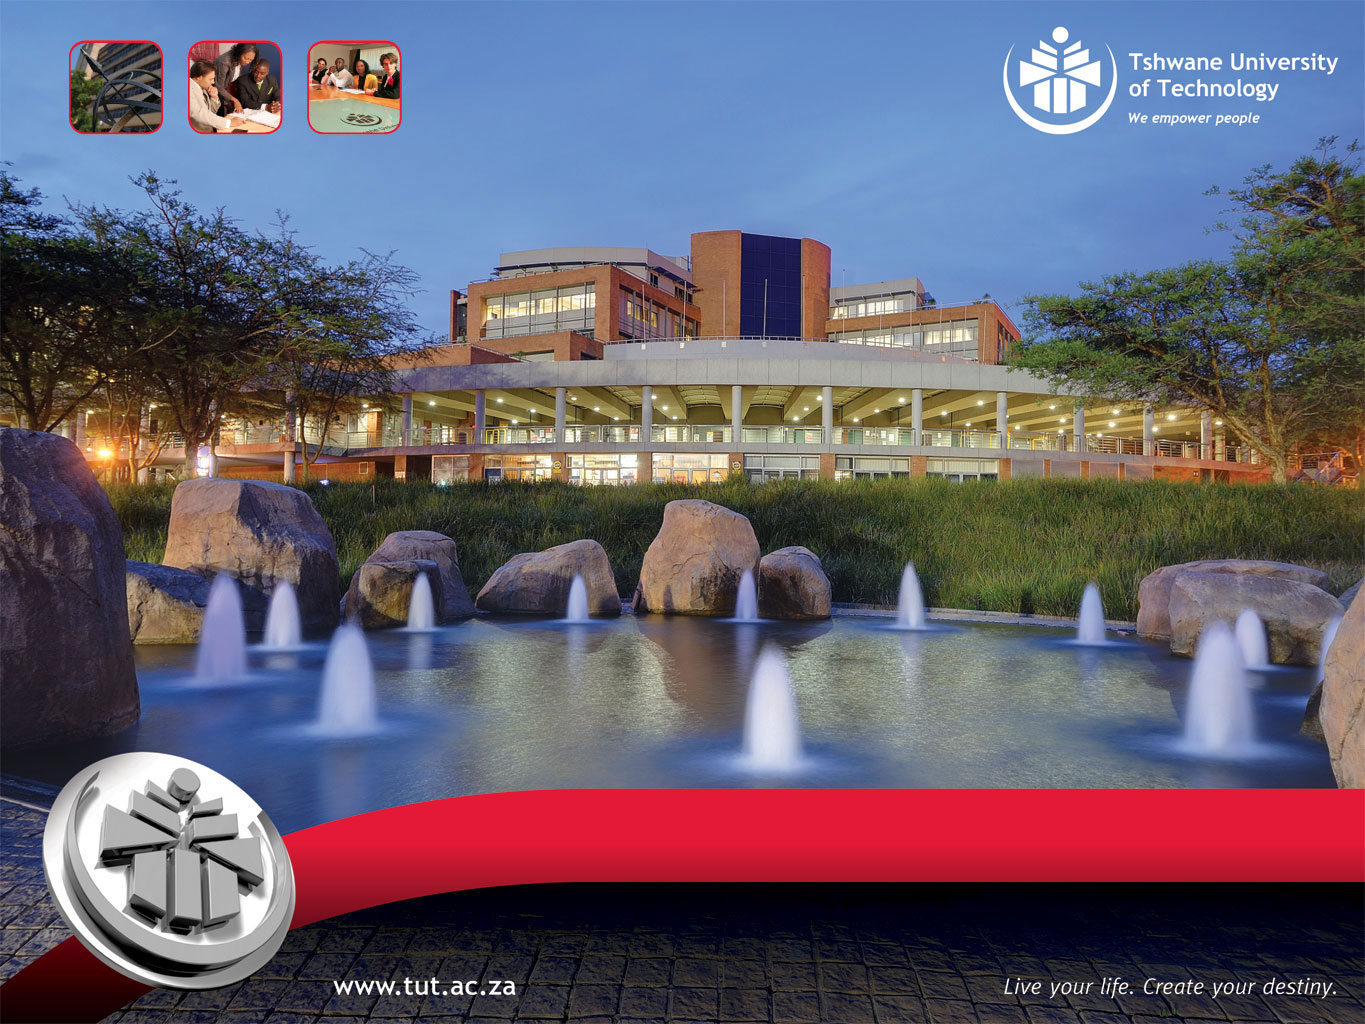 Tshwane University
of Technology
We empower people
www.tut.ac.za
Live your life. Create your destiny.